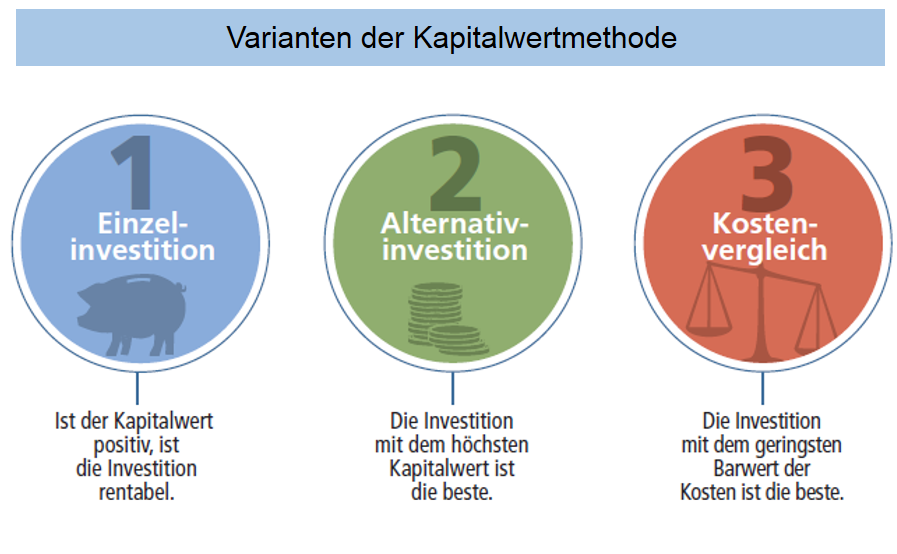 Varianten der Kapitalwertmethode
1
Einzel-
investition
Ist der Kapitalwert
positiv, ist
die Investition
rentabel.
2
Alternativ-
investition
Die Investition
mit dem höchsten
Kapitalwert ist
die beste.
3
Kosten-
vergleich
Die Investition
mit dem geringsten
Barwert der
Kosten ist die beste.